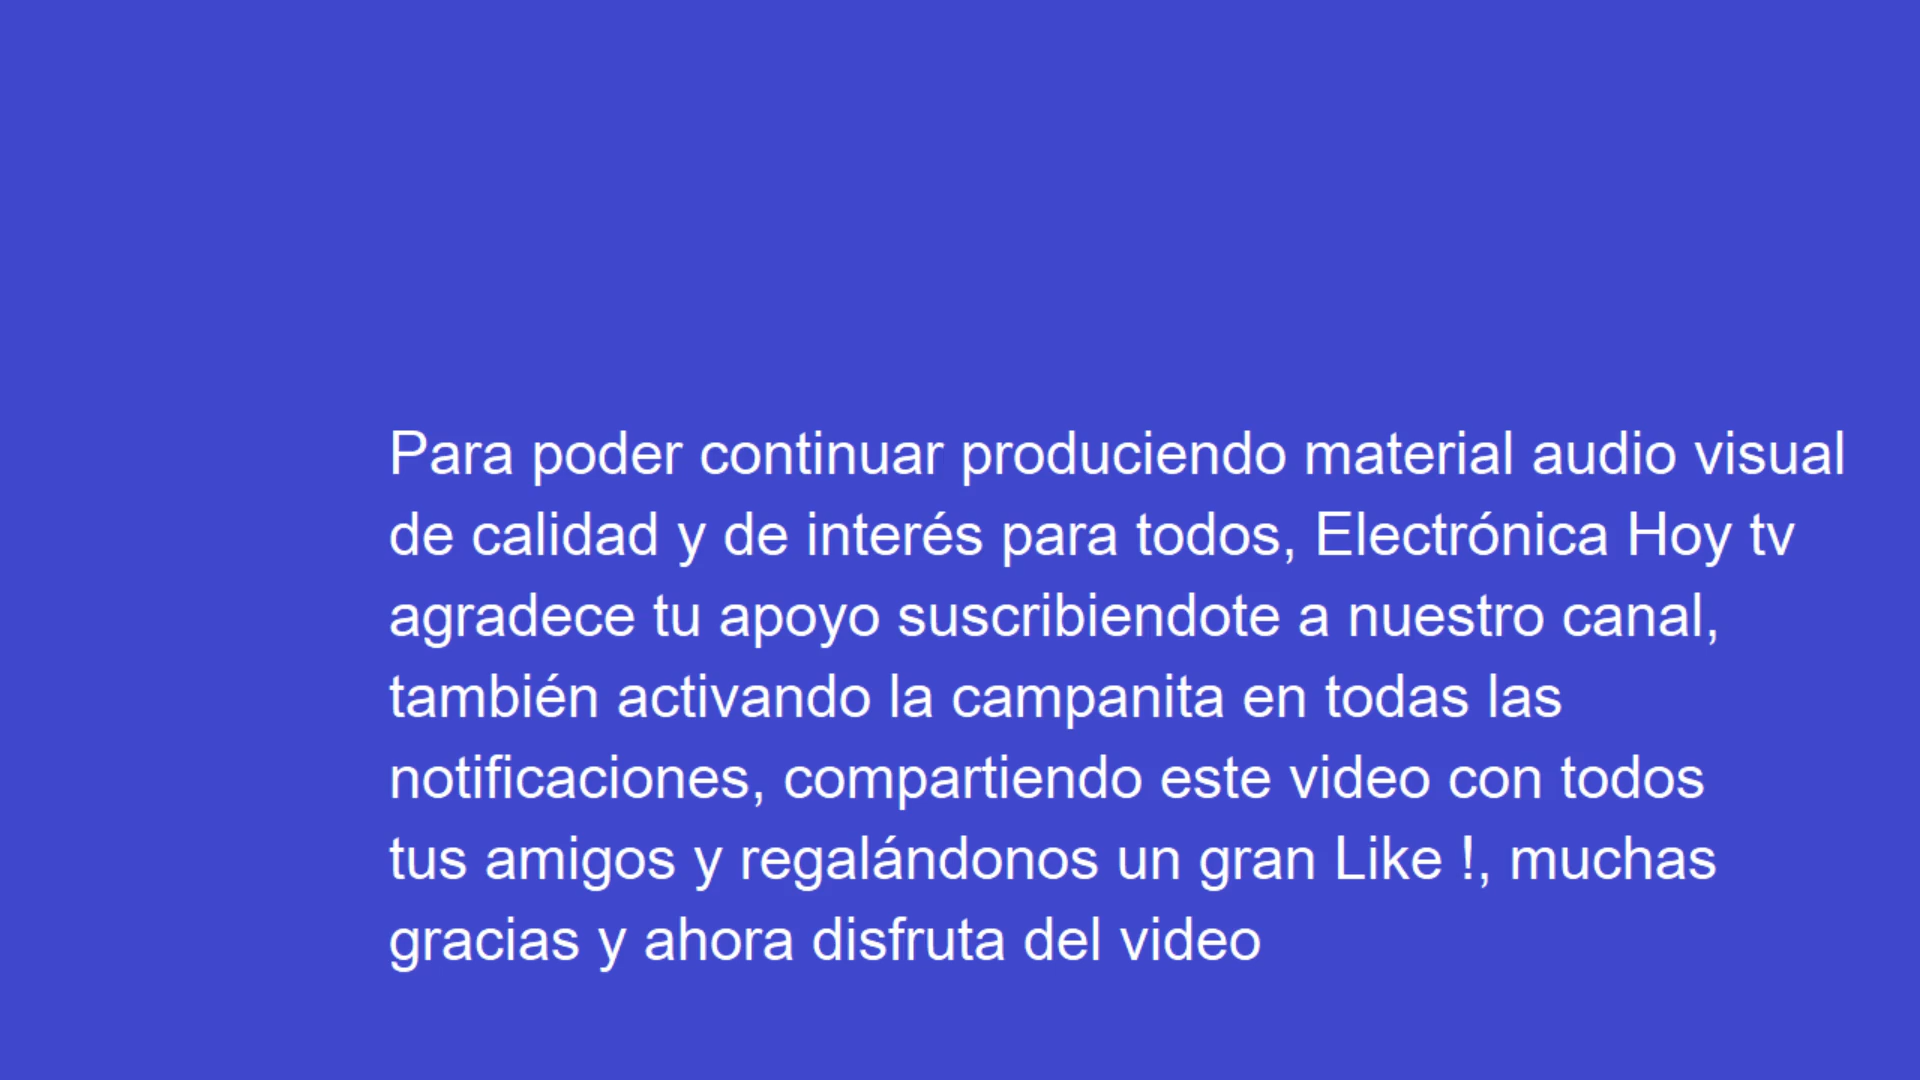 Para poder continuar produciendo material audio visual
de calidad y de interés para todos, Electrónica Hoy tv
agradece tu apoyo suscribiendote a nuestro canal,
también activando la campanita en todas las
notificaciones, compartiendo este video con todos
tus amigos y regalándonos un gran Like !, muchas
gracias y ahora disfruta del video